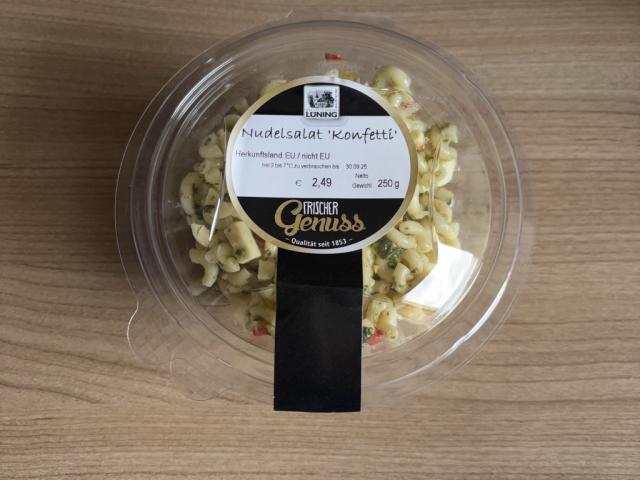 LÜNING
Nudelsalat 'Konfetti'
Herkunftsland: EU / nicht EU
bei 2 bis 7°C zu verbrauchen bis 30.09.25
€ 2,49
Netto
Gewicht 250 g
FRISCHER
Genuss
– Qualität seit 1853 –